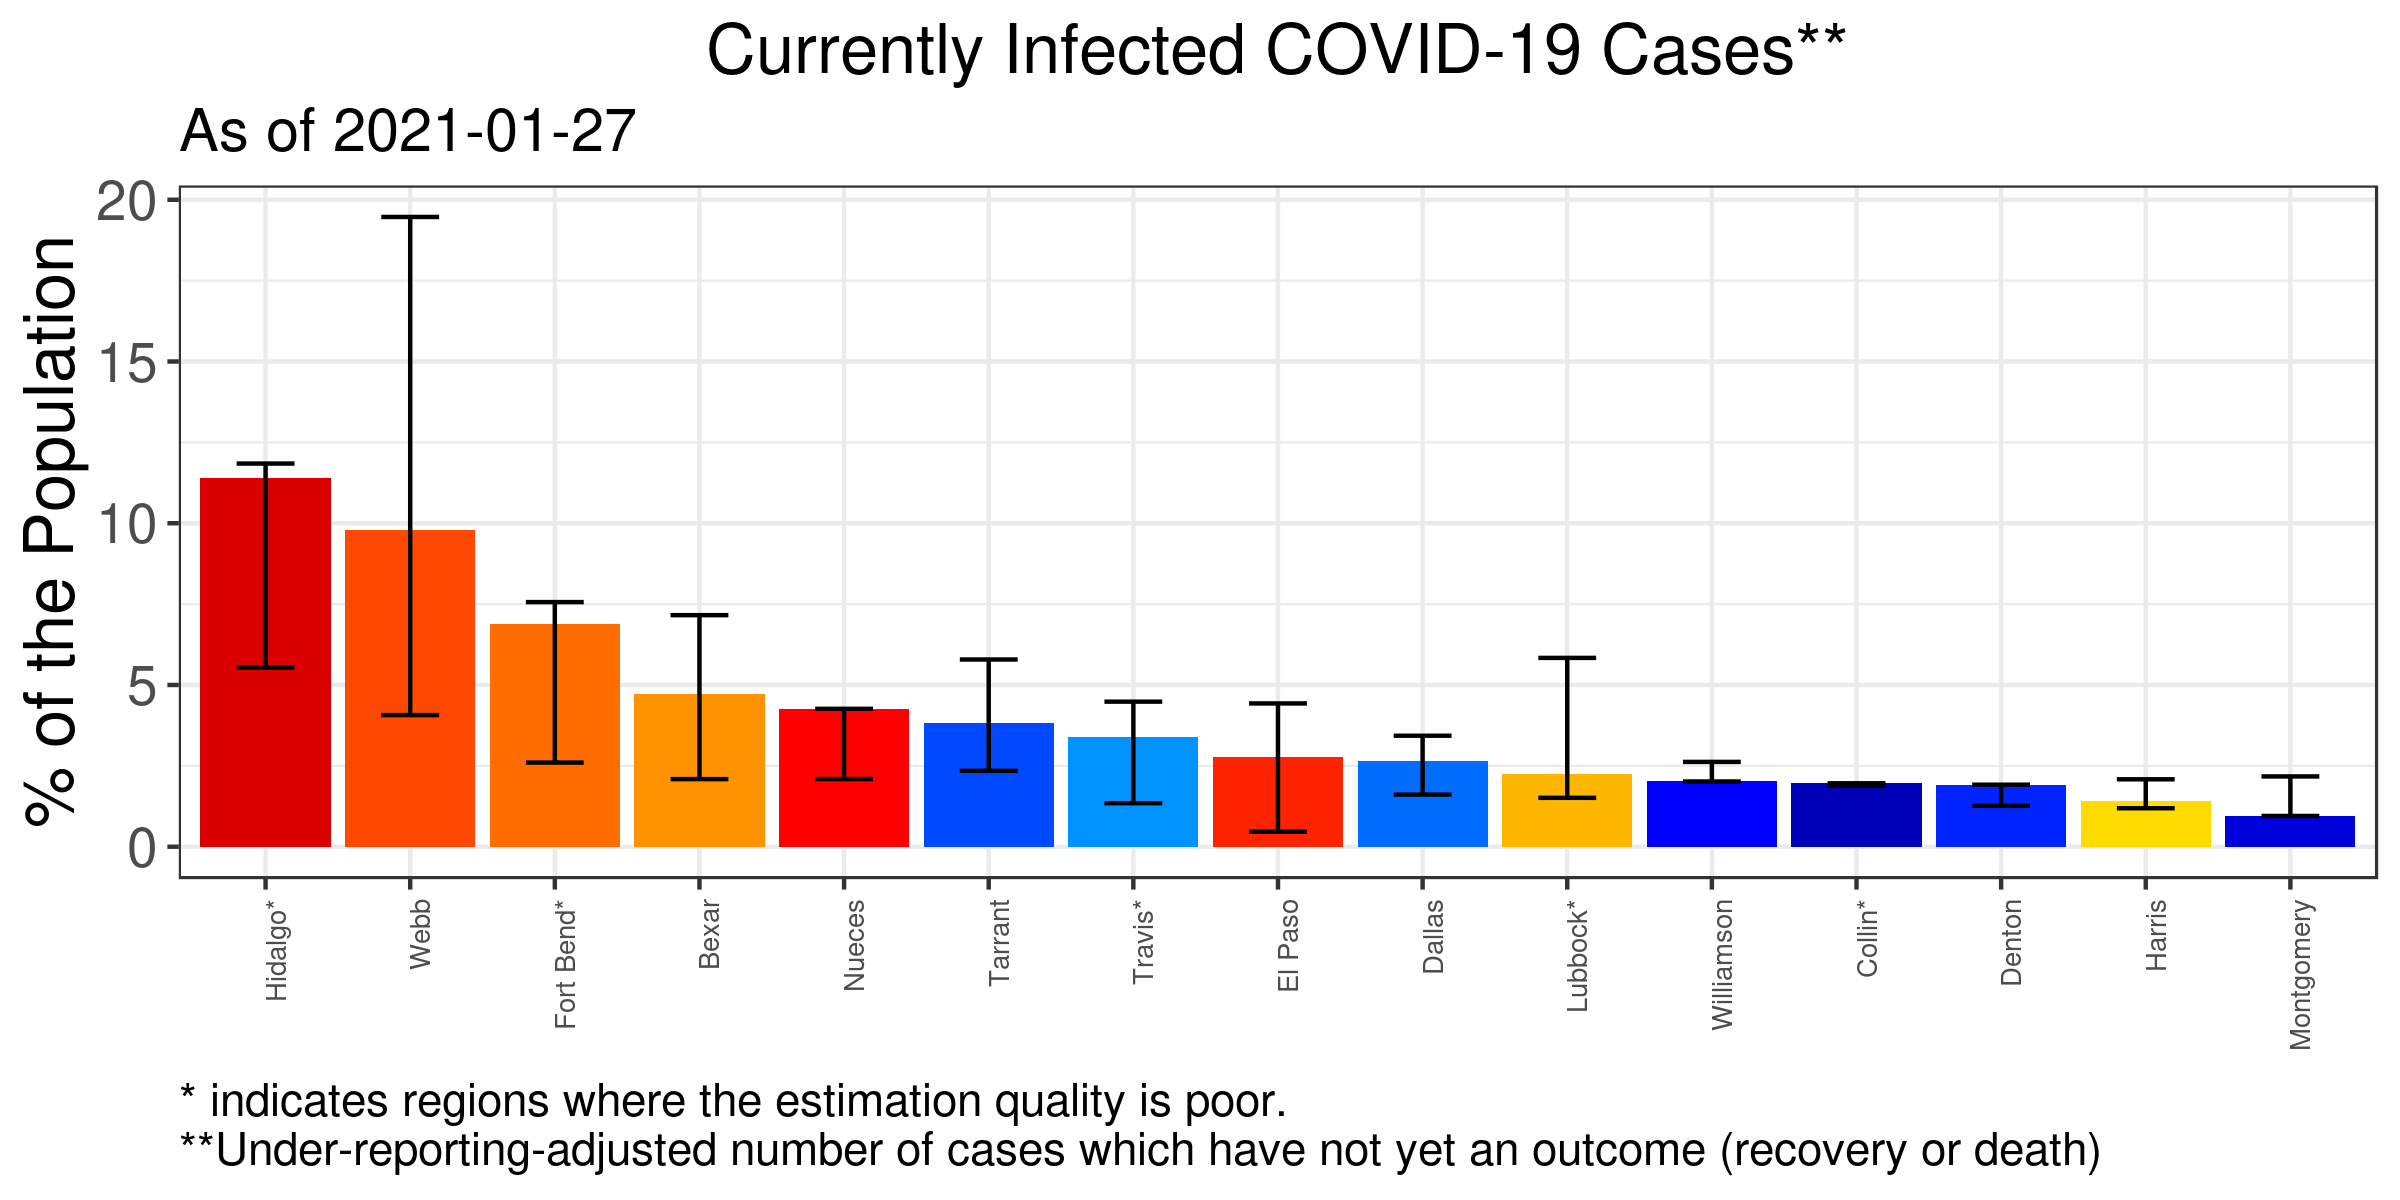 Currently Infected COVID-19 Cases**
As of 2021-01-27
% of the Population
20
15
10
5
0
Hidalgo*
Webb
Fort Bend*
Bexar
Nueces
Tarrant
Travis*
El Paso
Dallas
Lubbock*
Williamson
Collin*
Denton
Harris
Montgomery
* indicates regions where the estimation quality is poor.
**Under-reporting-adjusted number of cases which have not yet an outcome (recovery or death)